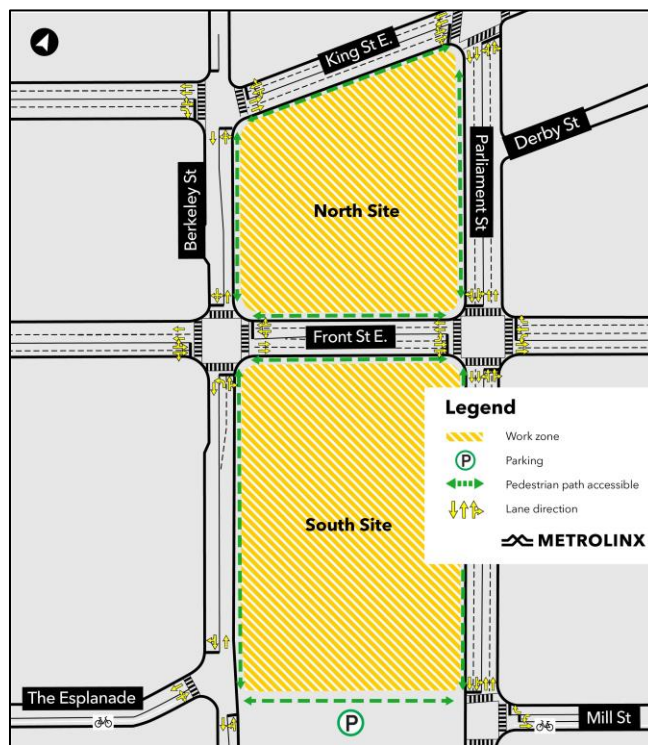 King St E.
Berkeley St
Parliament St
Derby St
North Site
Front St E.
Legend
Work zone
P
Parking
Pedestrian path accessible
Lane direction
METROLINX
South Site
The Esplanade
P
Mill St